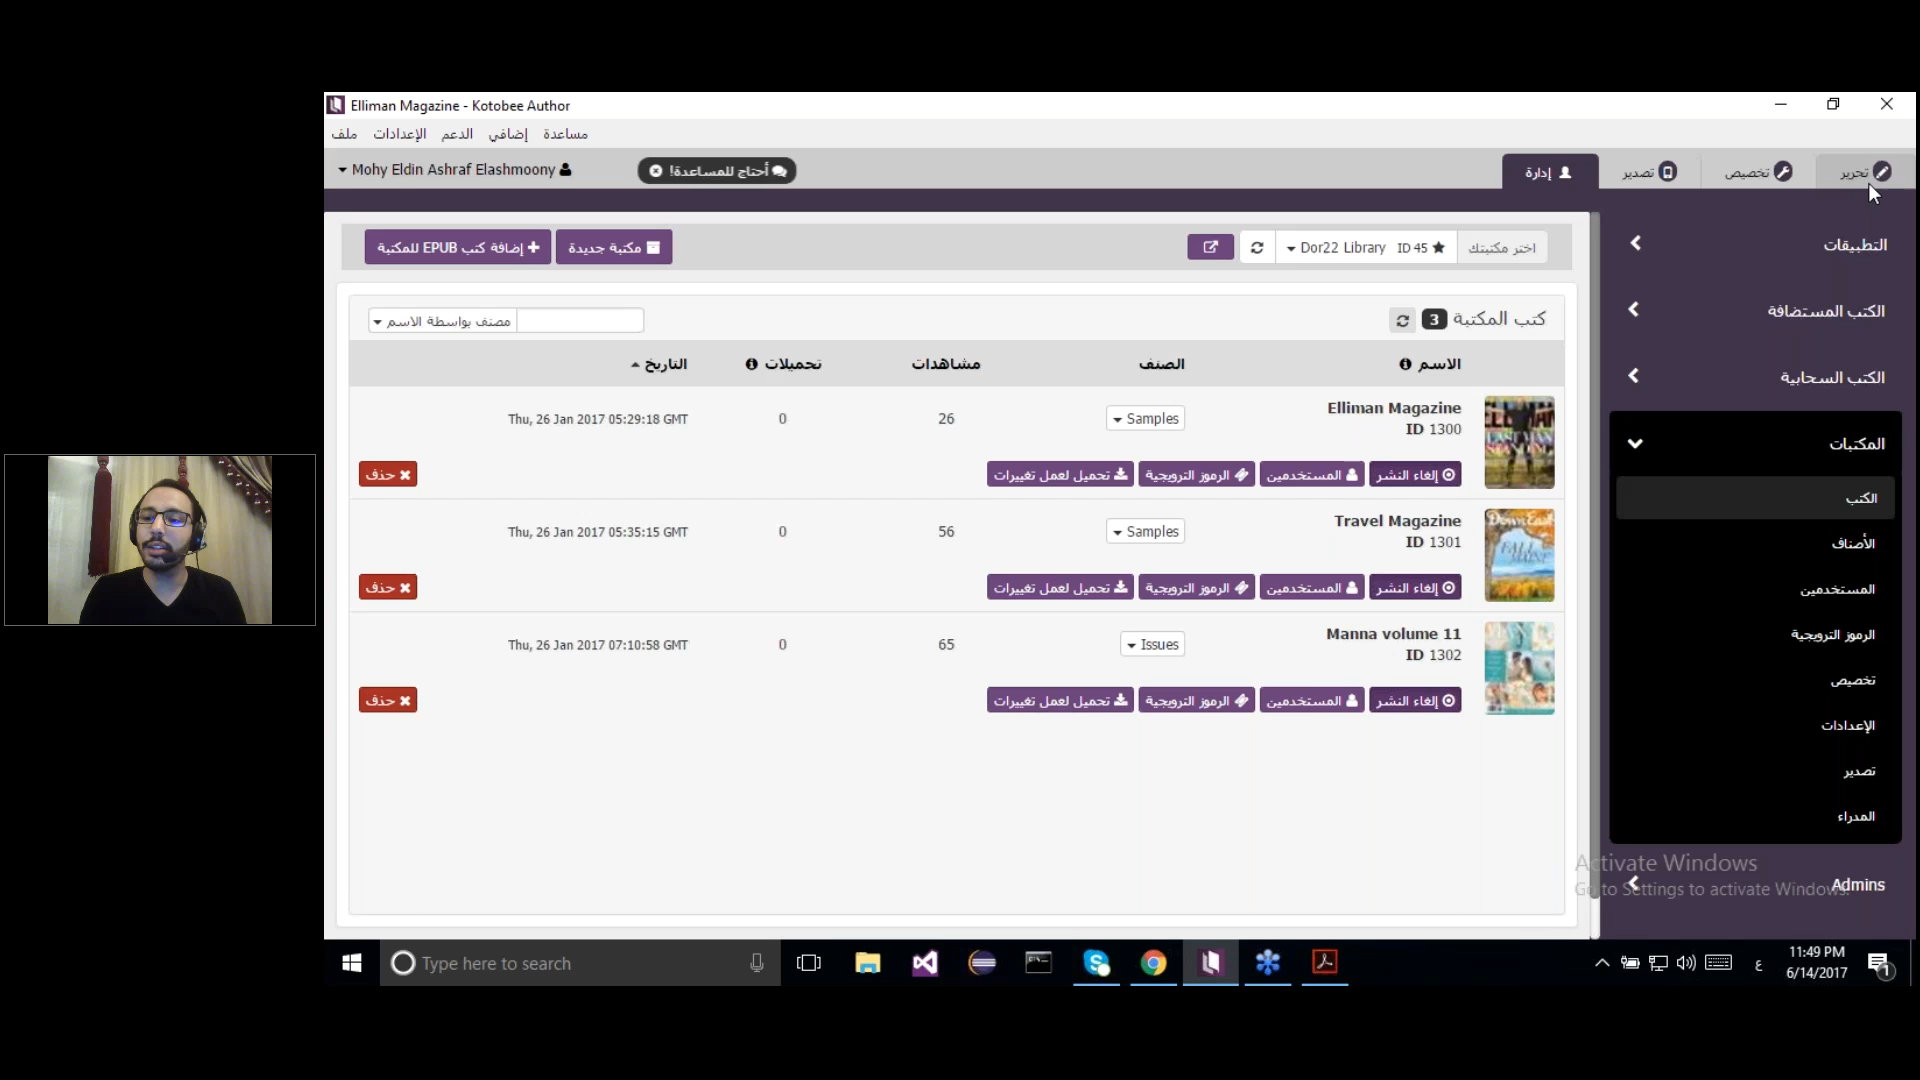 Elliman Magazine - Kotobee Author
ملف الإعدادات الدعم إضافي مساعدة
Mohy Eldin Ashraf Elashmoony
أحتاج للمساعدة!
تحرير
تخصيص
تصدير
إدارة
اختر مكتبتك
Dor22 Library ID 45
مكتبة جديدة
إضافة كتب EPUB للمكتبة
كتب المكتبة 3
مصنف بواسطة الاسم
الاسم الصنف مشاهدات تحميلات التاريخ
Elliman Magazine
ID 1300
Samples
26
0
Thu, 26 Jan 2017 05:29:18 GMT
إلغاء النشر
المستخدمين
الرموز الترويجية
تحميل لعمل تغييرات
حذف
Travel Magazine
ID 1301
Samples
56
0
Thu, 26 Jan 2017 05:35:15 GMT
إلغاء النشر
المستخدمين
الرموز الترويجية
تحميل لعمل تغييرات
حذف
Manna volume 11
ID 1302
Issues
65
0
Thu, 26 Jan 2017 07:10:58 GMT
إلغاء النشر
المستخدمين
الرموز الترويجية
تحميل لعمل تغييرات
حذف
التطبيقات
الكتب المستضافة
الكتب السحابية
المكتبات
الكتب
الأصناف
المستخدمين
الرموز الترويجية
تخصيص
الإعدادات
تصدير
المدراء
Admins
Activate Windows
Go to Settings to activate Windows.
Type here to search
ع
11:49 PM
6/14/2017
1